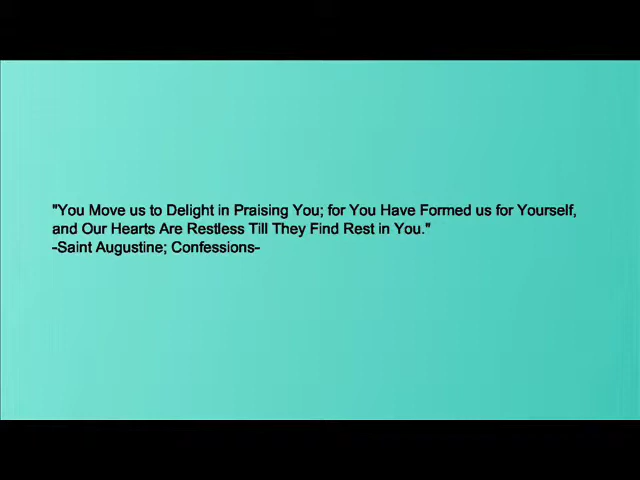 "You Move us to Delight in Praising You; for You Have Formed us for Yourself,
and Our Hearts Are Restless Till They Find Rest in You."
-Saint Augustine; Confessions-